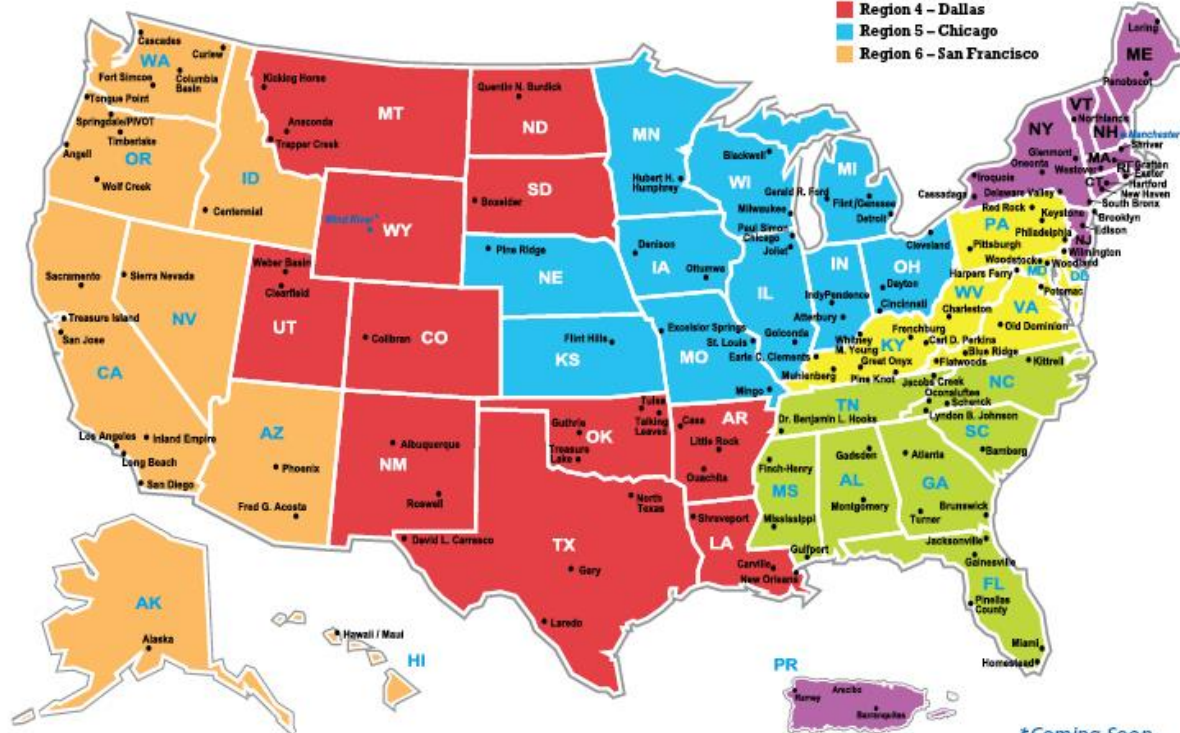 Region 4 – Dallas
Region 5 – Chicago
Region 6 – San Francisco
Cascades
Curlew
WA
Fort Simcoe
Columbia
Basin
Tongue Point
Springdale/PIVOT
Timberlake
Angell
OR
Wolf Creek
ID
Centennial
Kicking Horse
MT
Anaconda
Trapper Creek
Quentin N. Burdick
ND
SD
Boxelder
Wind River*
WY
MN
Hubert H.
Humphrey
Blackwell
WI
Milwaukee
MI
Gerald R. Ford
Flint/Genesee
Detroit
Paul Simon
Chicago
Joliet
Loring
ME
Penobscot
VT
Northlands
NH
Manchester
Shriver
NY
Glenmont
Oneonta
Westover
MA
Grafton
RI
Exeter
CT
Hartford
New Haven
Iroquois
Cassadaga
Delaware Valley
South Bronx
Brooklyn
Edison
Red Rock
Keystone
PA
Philadelphia
NJ
Pittsburgh
Wilmington
Woodstock
Woodland
MD
DE
Harpers Ferry
Potomac
WV
Charleston
VA
Old Dominion
Blue Ridge
Cleveland
OH
Dayton
Cincinnati
IN
IndyPendence
Atterbury
IL
Golconda
Pine Ridge
NE
Denison
IA
Ottumwa
Flint Hills
KS
Excelsior Springs
St. Louis
MO
Mingo
Earle C. Clements
Whitney
M. Young
Frenchburg
KY
Carl D. Perkins
Great Onyx
Muhlenberg
Pine Knot
Flatwoods
Jacobs Creek
Kittrell
NC
Oconaluftee
Schenck
Lyndon B. Johnson
TN
Dr. Benjamin L. Hooks
SC
Bamberg
Sacramento
Sierra Nevada
NV
Treasure Island
San Jose
CA
Los Angeles
Inland Empire
Long Beach
San Diego
Weber Basin
Clearfield
UT
Collbran
CO
AZ
Phoenix
Fred G. Acosta
Albuquerque
NM
Roswell
Tulsa
Talking
Leaves
Guthrie
OK
Treasure
Lake
Cass
AR
Little Rock
Ouachita
North
Texas
David L. Carrasco
TX
Gary
Laredo
Shreveport
LA
Carville
New Orleans
Finch-Henry
MS
Mississippi
Gulfport
Gadsden
AL
Montgomery
Atlanta
GA
Turner
Brunswick
Jacksonville
Gainesville
FL
Pinellas
County
Miami
Homestead
AK
Alaska
Hawaii / Maui
HI
PR
Ramey
Arecibo
Barranquitas
*Coming Soon